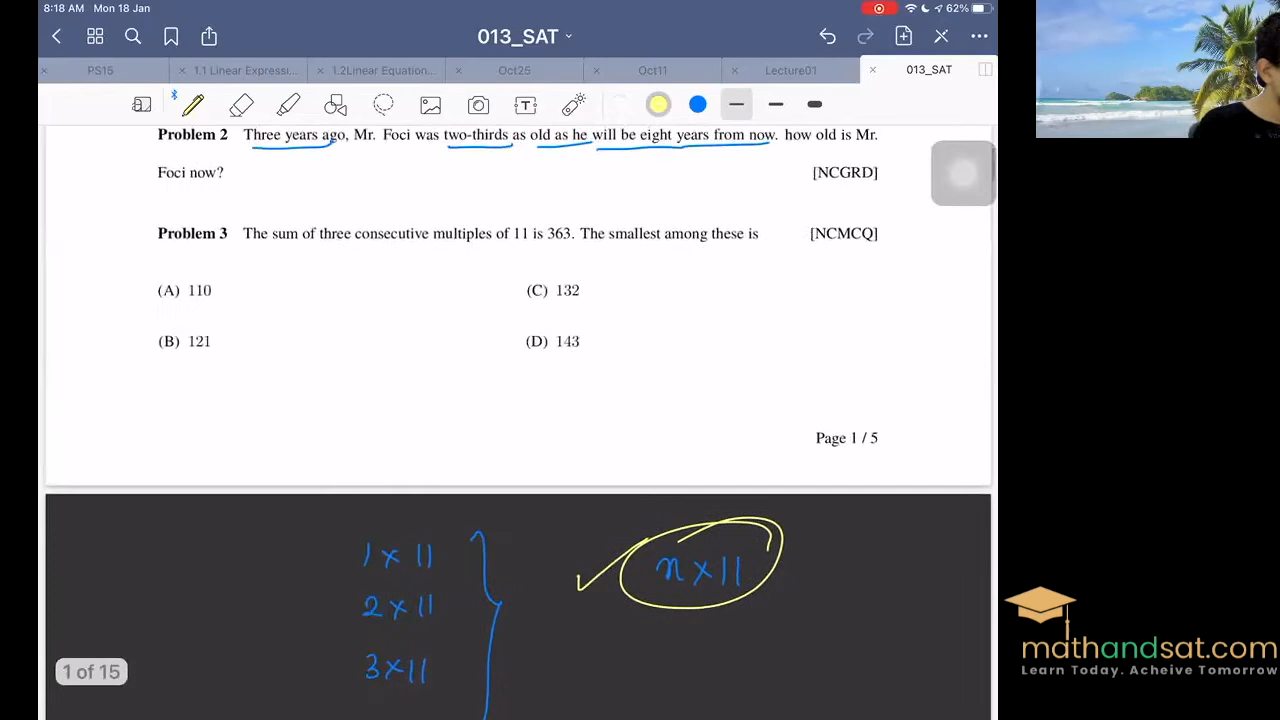 8:18 AM Mon 18 Jan
62%
013_SAT
PS15
1.1 Linear Expressi...
1.2Linear Equation...
Oct25
Oct11
Lecture01
013_SAT
Problem 2 Three years ago, Mr. Foci was two-thirds as old as he will be eight years from now. how old is Mr.
Foci now? [NCGRD]
Problem 3 The sum of three consecutive multiples of 11 is 363. The smallest among these is [NCMCQ]
(A) 110 (C) 132
(B) 121 (D) 143
Page 1 / 5
1 × 11
n × 11
2 × 11
3 × 11
1 of 15
mathandsat.com
Learn Today. Acheive Tomorrow